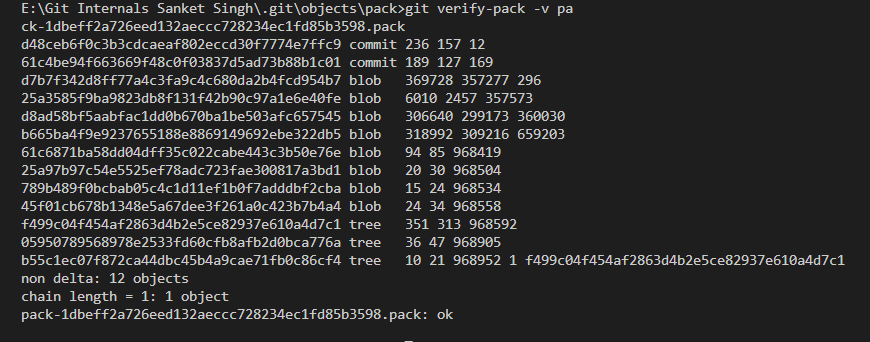 E:\Git Internals Sanket Singh\.git\objects\pack>git verify-pack -v pa
ck-1dbeff2a726eed132aeccc728234ec1fd85b3598.pack
d48ceb6f0c3b3cdcaeaf802eccd30f7774e7ffc9 commit 236 157 12
61c4be94f663669f48c0f03837d5ad73b88b1c01 commit 189 127 169
d7b7f342d8ff77a4c3fa9c4c680da2b4fcd954b7 blob   369728 357277 296
25a3585f9ba9823db8f131f42b90c97a1e6e40fe blob   6010 2457 357573
d8ad58bf5aabfac1dd0b670ba1be503afc657545 blob   306640 299173 360030
b665ba4f9e9237655188e8869149692ebe322db5 blob   318992 309216 659203
61c6871ba58dd04dff35c022cabe443c3b50e76e blob   94 85 968419
25a97b97c54e5525ef78adc723fae300817a3bd1 blob   20 30 968504
789b489f0bcbab05c4c1d11ef1b0f7adddbf2cba blob   15 24 968534
45f01cb678b1348e5a67dee3f261a0c423b7b4a4 blob   24 34 968558
f499c04f454af2863d4b2e5ce82937e610a4d7c1 tree   351 313 968592
05950789568978e2533fd60cfb8afb2d0bca776a tree   36 47 968905
b55c1ec07f872ca44dbc45b4a9cae71fb0c86cf4 tree   10 21 968952 1 f499c04f454af2863d4b2e5ce82937e610a4d7c1
non delta: 12 objects
chain length = 1: 1 object
pack-1dbeff2a726eed132aeccc728234ec1fd85b3598.pack: ok